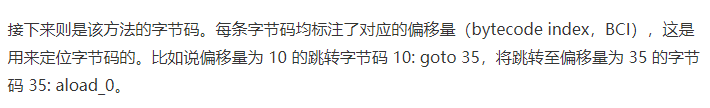 接下来则是该方法的字节码。每条字节码均标注了对应的偏移量（bytecode index，BCI），这是
用来定位字节码的。比如说偏移量为 10 的跳转字节码 10: goto 35，将跳转至偏移量为 35 的字节
码 35: aload_0。